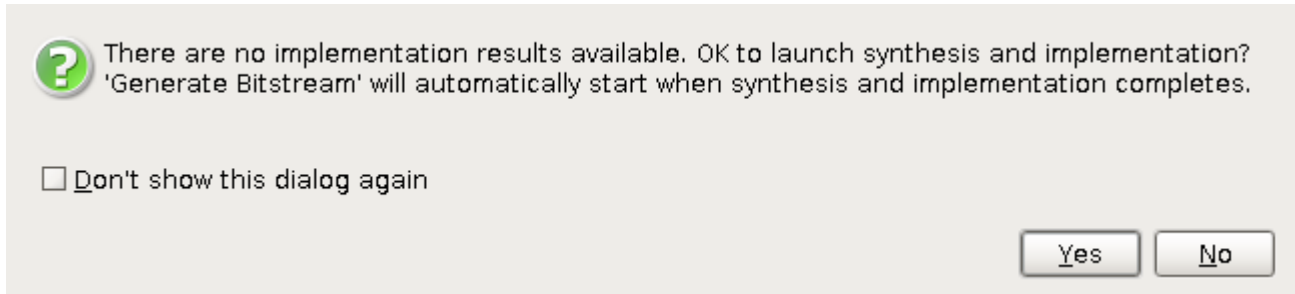 There are no implementation results available. OK to launch synthesis and implementation?
'Generate Bitstream' will automatically start when synthesis and implementation completes.
Don't show this dialog again
Yes No